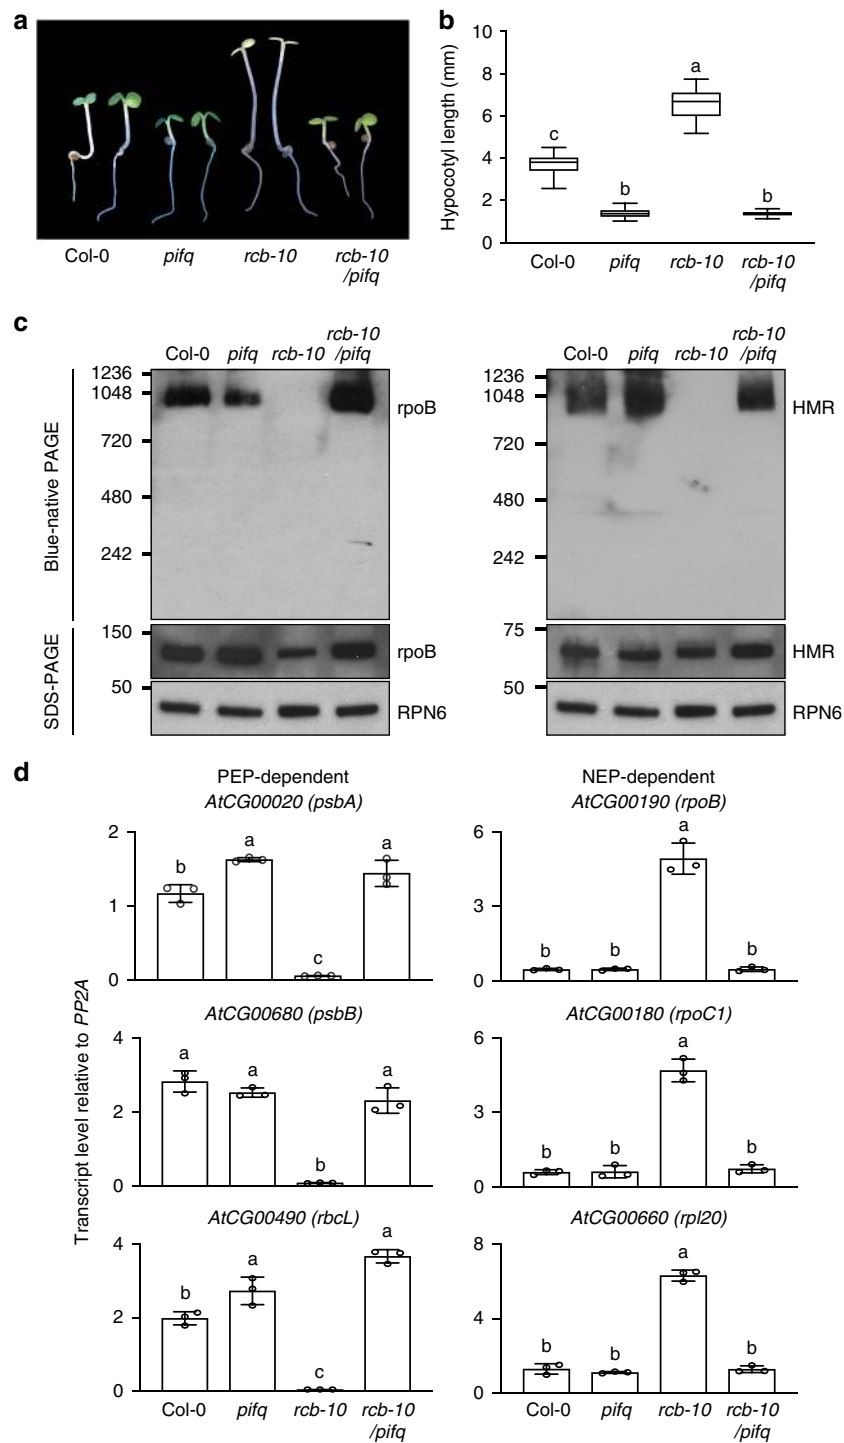 a
Col-0 pifq rcb-10 rcb-10
/pifq
b
Hypocotyl length (mm)
10
8
6
4
2
0
c
b
a
b
Col-0 pifq rcb-10 rcb-10
/pifq
c
Blue-native PAGE
SDS-PAGE
Col-0 pifq rcb-10 rcb-10
/pifq
1236
1048
720
480
242
150
50
rpoB
rpoB
RPN6
Col-0 pifq rcb-10 rcb-10
/pifq
1236
1048
720
480
242
75
50
HMR
HMR
RPN6
d
Transcript level relative to PP2A
PEP-dependent
AtCG00020 (psbA)
2
1
0
b a c a
AtCG00680 (psbB)
4
2
0
a a b a
AtCG00490 (rbcL)
4
2
0
b a c a
Col-0 pifq rcb-10 rcb-10
/pifq
NEP-dependent
AtCG00190 (rpoB)
6
3
0
b b a b
AtCG00180 (rpoC1)
6
3
0
b b a b
AtCG00660 (rpl20)
8
4
0
b b a b
Col-0 pifq rcb-10 rcb-10
/pifq